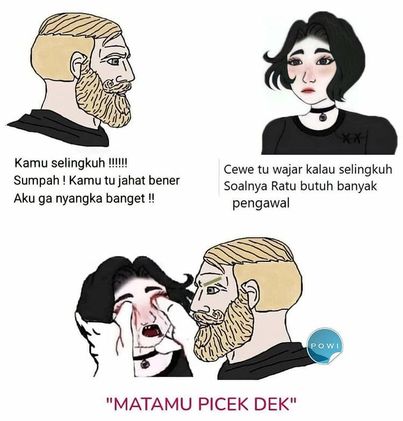 Kamu selingkuh !!!!!!
Sumpah ! Kamu tu jahat bener
Aku ga nyangka banget !!
Cewe tu wajar kalau selingkuh
Soalnya Ratu butuh banyak
pengawal
POWI
"MATAMU PICEK DEK"